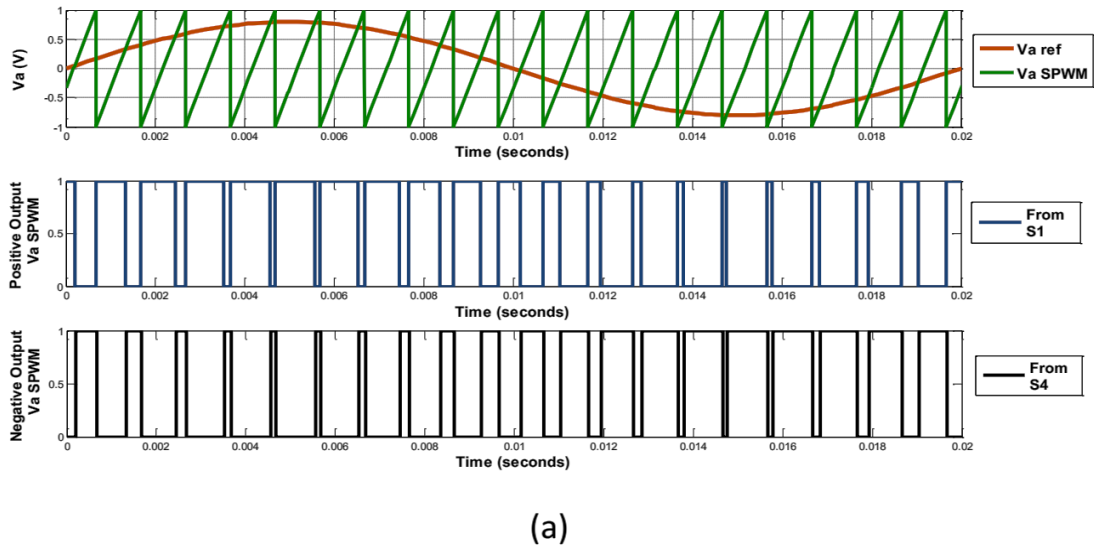 Va (V)
1
0.5
0
-0.5
-1
0
0.002
0.004
0.006
0.008
0.01
0.012
0.014
0.016
0.018
0.02
Time (seconds)
Va ref
Va SPWM
Positive Output
Va SPWM
1
0.5
0
0
0.002
0.004
0.006
0.008
0.01
0.012
0.014
0.016
0.018
0.02
Time (seconds)
From
S1
Negative Output
Va SPWM
1
0.5
0
0
0.002
0.004
0.006
0.008
0.01
0.012
0.014
0.016
0.018
0.02
Time (seconds)
From
S4
(a)